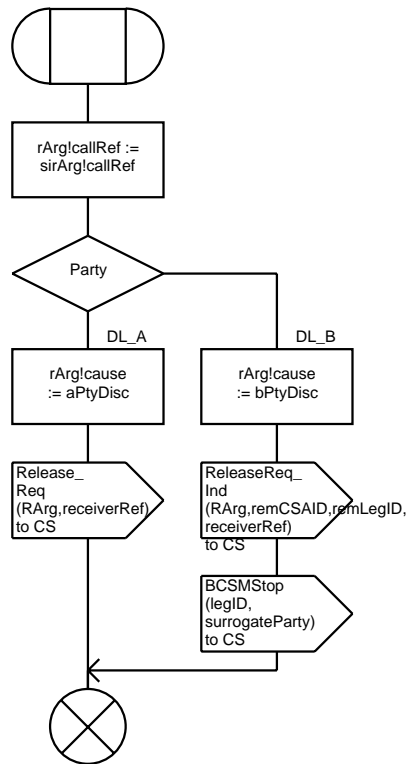 rArg!callRef :=
sirArg!callRef
Party
DL_A
rArg!cause
:= aPtyDisc
Release_
Req
(RArg,receiverRef)
to CS
DL_B
rArg!cause
:= bPtyDisc
ReleaseReq_
Ind
(RArg,remCSAID,remLegID,
receiverRef)
to CS
BCSMStop
(legID,
surrogateParty)
to CS